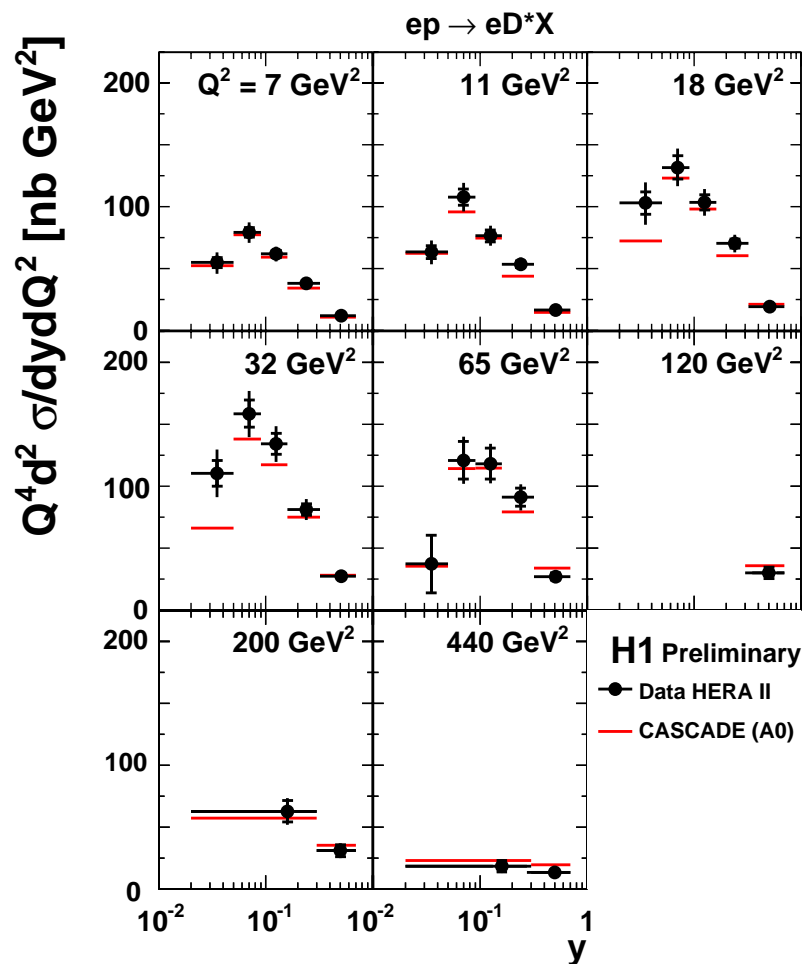 ep → eD*X
Q⁴d² σ/dydQ² [nb GeV²]
200
100
0
Q² = 7 GeV²
11 GeV²
18 GeV²
200
100
0
32 GeV²
65 GeV²
120 GeV²
200
100
0
200 GeV²
440 GeV²
H1 Preliminary
Data HERA II
CASCADE (A0)
10⁻² 10⁻¹ 10⁻² 10⁻¹ 1
y